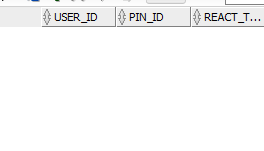 USER_ID PIN_ID REACT_T...